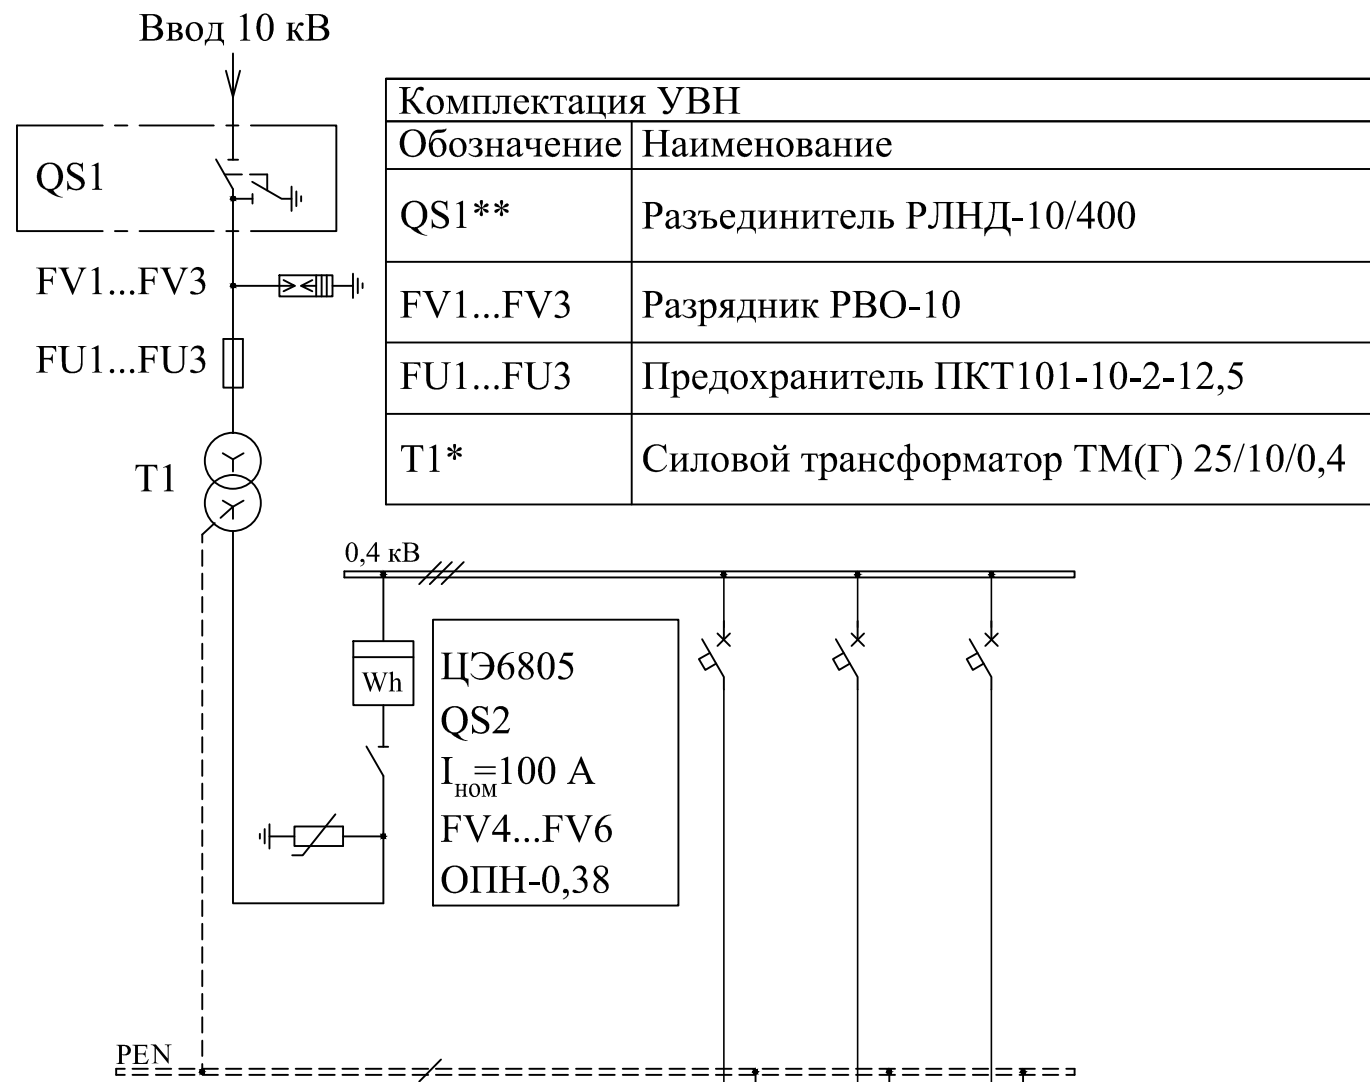 Ввод 10 кВ
Комплектация УВН
Обозначение Наименование
QS1
QS1** Разъединитель РЛНД-10/400
FV1...FV3
FV1...FV3 Разрядник РВО-10
FU1...FU3
FU1...FU3 Предохранитель ПКТ101-10-2-12,5
T1
T1* Силовой трансформатор ТМ(Г) 25/10/0,4
0,4 кВ
Wh
ЦЭ6805
QS2
Iном=100 А
FV4...FV6
ОПН-0,38
PEN